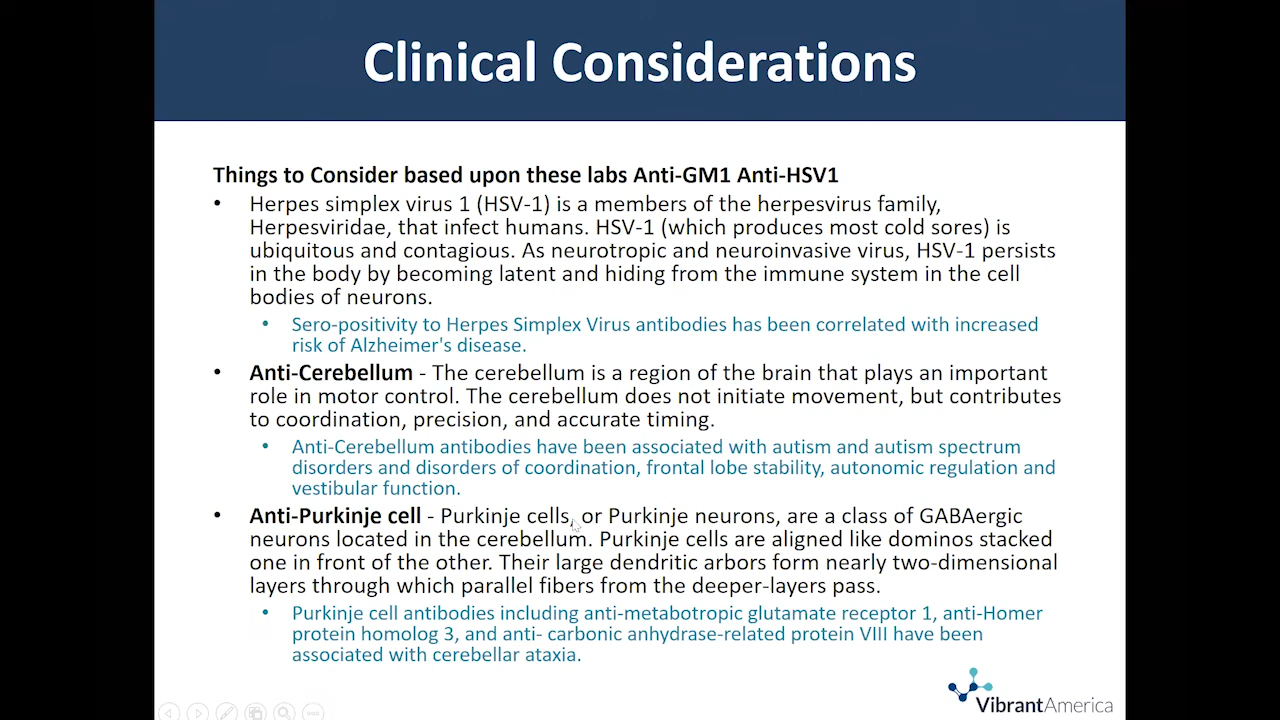 Clinical Considerations
Things to Consider based upon these labs Anti-GM1 Anti-HSV1
• Herpes simplex virus 1 (HSV-1) is a members of the herpesvirus family,
Herpesviridae, that infect humans. HSV-1 (which produces most cold sores) is
ubiquitous and contagious. As neurotropic and neuroinvasive virus, HSV-1 persists
in the body by becoming latent and hiding from the immune system in the cell
bodies of neurons.
• Sero-positivity to Herpes Simplex Virus antibodies has been correlated with increased
risk of Alzheimer's disease.
• Anti-Cerebellum - The cerebellum is a region of the brain that plays an important
role in motor control. The cerebellum does not initiate movement, but contributes
to coordination, precision, and accurate timing.
• Anti-Cerebellum antibodies have been associated with autism and autism spectrum
disorders and disorders of coordination, frontal lobe stability, autonomic regulation and
vestibular function.
• Anti-Purkinje cell - Purkinje cells, or Purkinje neurons, are a class of GABAergic
neurons located in the cerebellum. Purkinje cells are aligned like dominos stacked
one in front of the other. Their large dendritic arbors form nearly two-dimensional
layers through which parallel fibers from the deeper-layers pass.
• Purkinje cell antibodies including anti-metabotropic glutamate receptor 1, anti-Homer
protein homolog 3, and anti- carbonic anhydrase-related protein VIII have been
associated with cerebellar ataxia.
VibrantAmerica